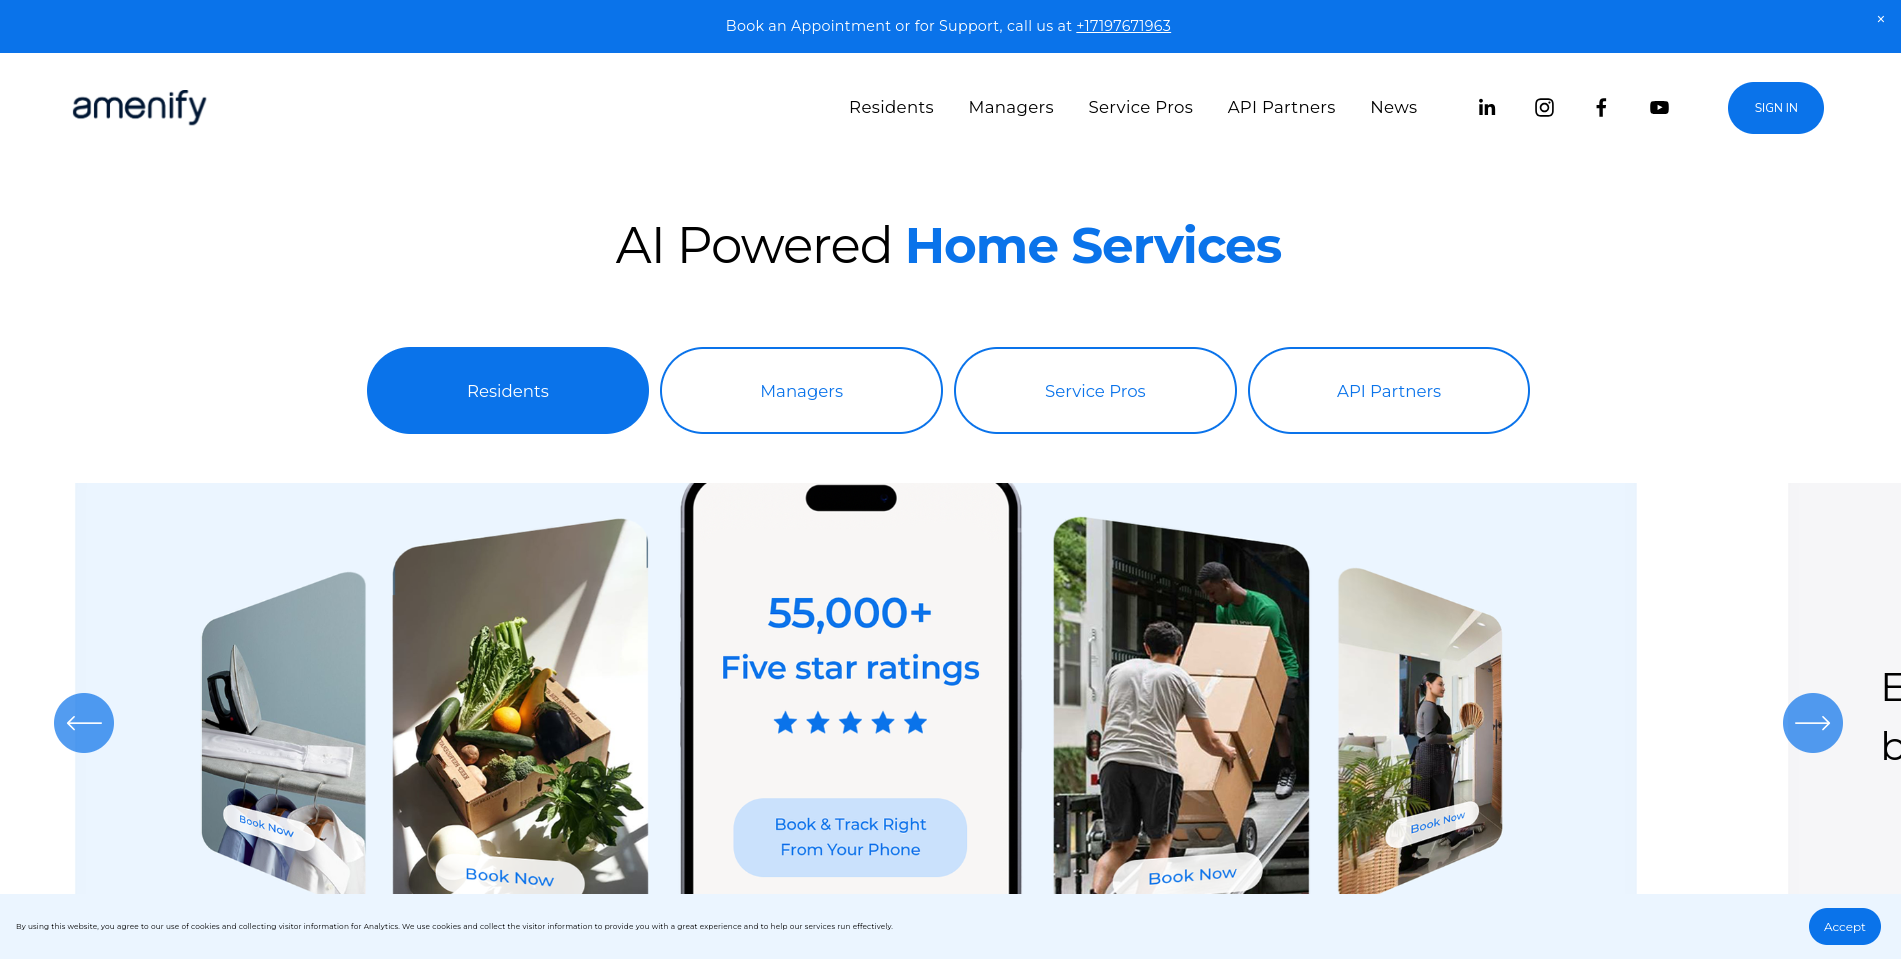 Book an Appointment or for Support, call us at +17197671963
×
amenify
Residents
Managers
Service Pros
API Partners
News
SIGN IN
AI Powered Home Services
Residents
Managers
Service Pros
API Partners
55,000+
Five star ratings
Book & Track Right
From Your Phone
Book Now
Book Now
Book Now
Book Now
By using this website, you agree to our use of cookies and collecting visitor information for Analytics. We use cookies and collect the visitor information to provide you with a great experience and to help our services run effectively.
Accept